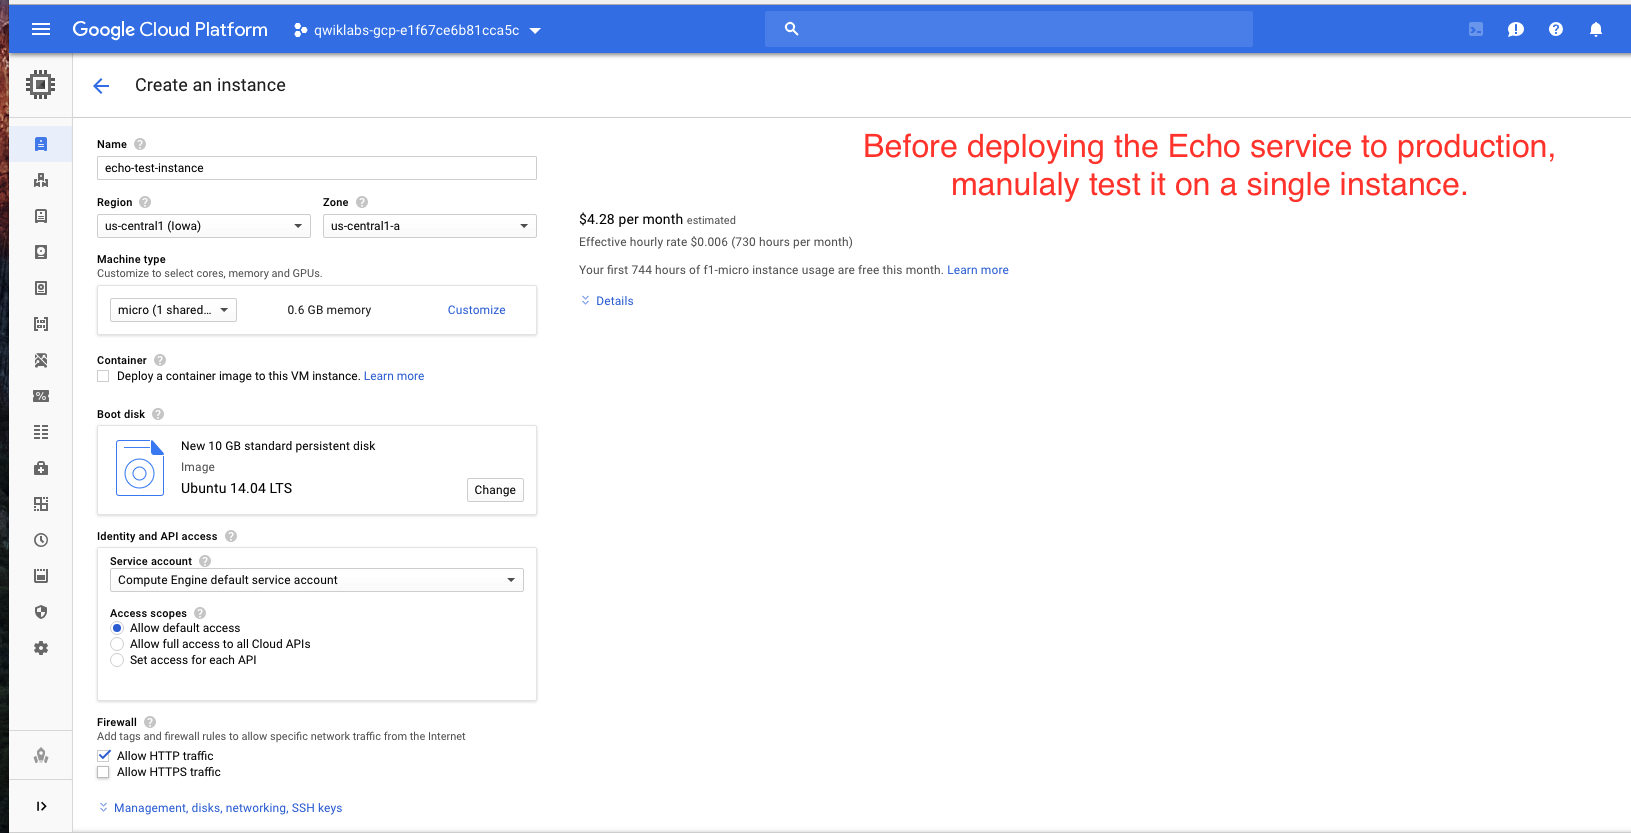 Google Cloud Platform
qwiklabs-gcp-e1f67ce6b81cca5c
Create an instance
Before deploying the Echo service to production,
manulaly test it on a single instance.
Name
echo-test-instance
Region
Zone
us-central1 (Iowa)
us-central1-a
Machine type
Customize to select cores, memory and GPUs.
micro (1 shared...
0.6 GB memory
Customize
Container
Deploy a container image to this VM instance. Learn more
Boot disk
New 10 GB standard persistent disk
Image
Ubuntu 14.04 LTS
Change
Identity and API access
Service account
Compute Engine default service account
Access scopes
Allow default access
Allow full access to all Cloud APIs
Set access for each API
Firewall
Add tags and firewall rules to allow specific network traffic from the Internet
Allow HTTP traffic
Allow HTTPS traffic
Management, disks, networking, SSH keys
$4.28 per month estimated
Effective hourly rate $0.006 (730 hours per month)
Your first 744 hours of f1-micro instance usage are free this month. Learn more
Details